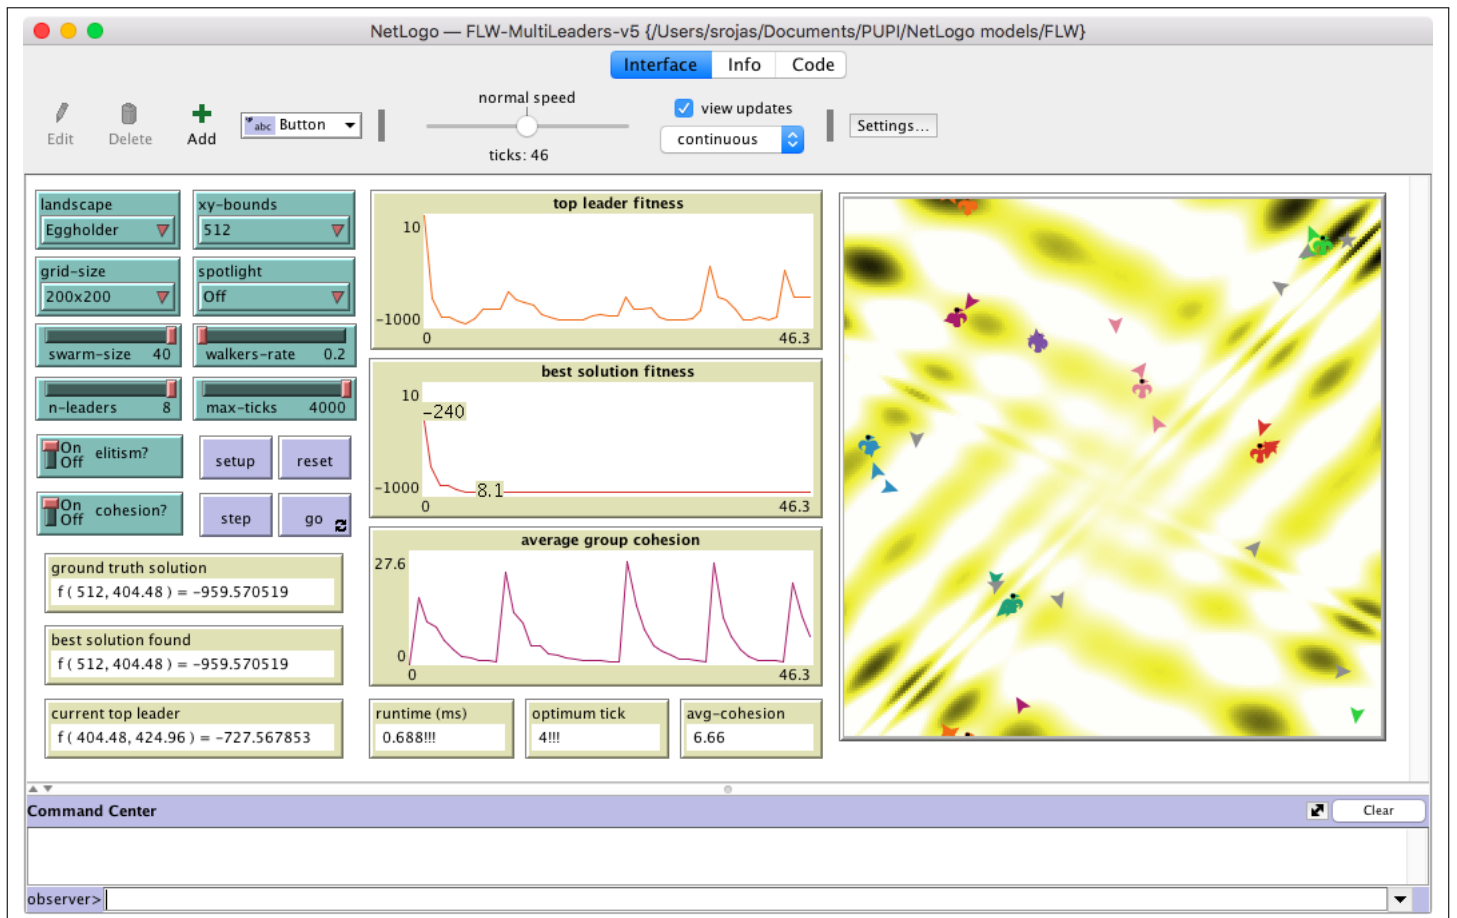 NetLogo — FLW-MultiLeaders-v5 {/Users/srojas/Documents/PUPI/NetLogo models/FLW}
Interface Info Code
Edit Delete Add abc Button
normal speed
ticks: 46
view updates
continuous
Settings...
landscape
Eggholder
xy-bounds
512
grid-size
200x200
spotlight
Off
swarm-size 40
walkers-rate 0.2
n-leaders 8
max-ticks 4000
On
Off elitism?
setup reset
On
Off cohesion?
step go
ground truth solution
f ( 512, 404.48 ) = -959.570519
best solution found
f ( 512, 404.48 ) = -959.570519
current top leader
f ( 404.48, 424.96 ) = -727.567853
top leader fitness
10
-1000
0 46.3
best solution fitness
10
-240
-1000
8.1
0 46.3
average group cohesion
27.6
0
0 46.3
runtime (ms)
0.688!!!
optimum tick
4!!!
avg-cohesion
6.66
Command Center
Clear
observer>